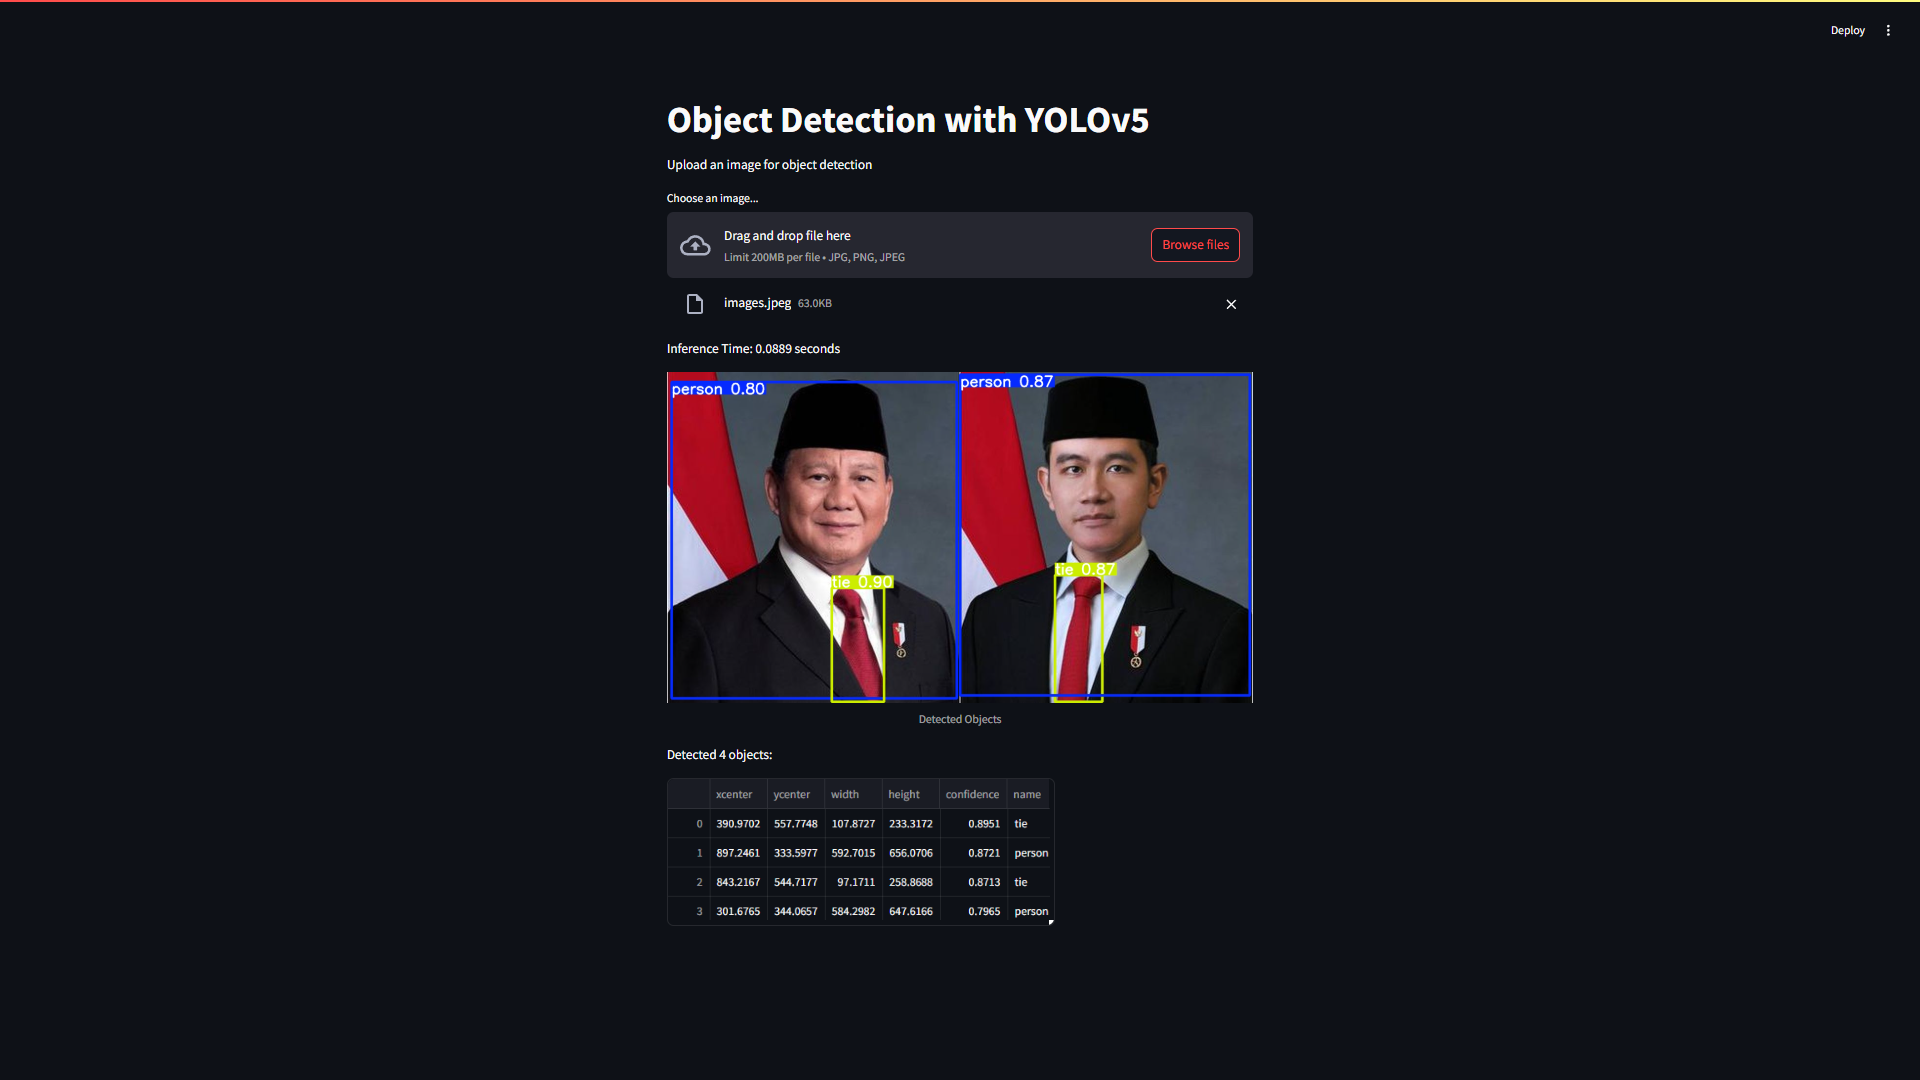 Deploy
Object Detection with YOLOv5
Upload an image for object detection
Choose an image...
Drag and drop file here
Limit 200MB per file • JPG, PNG, JPEG
Browse files
images.jpeg 63.0KB
Inference Time: 0.0889 seconds
person 0.80
person 0.87
tie 0.90
tie 0.87
Detected Objects
Detected 4 objects:
xcenter ycenter width height confidence name
0 390.9702 557.7748 107.8727 233.3172 0.8951 tie
1 897.2461 333.5977 592.7015 656.0706 0.8721 person
2 843.2167 544.7177 97.1711 258.8688 0.8713 tie
3 301.6765 344.0657 584.2982 647.6166 0.7965 person